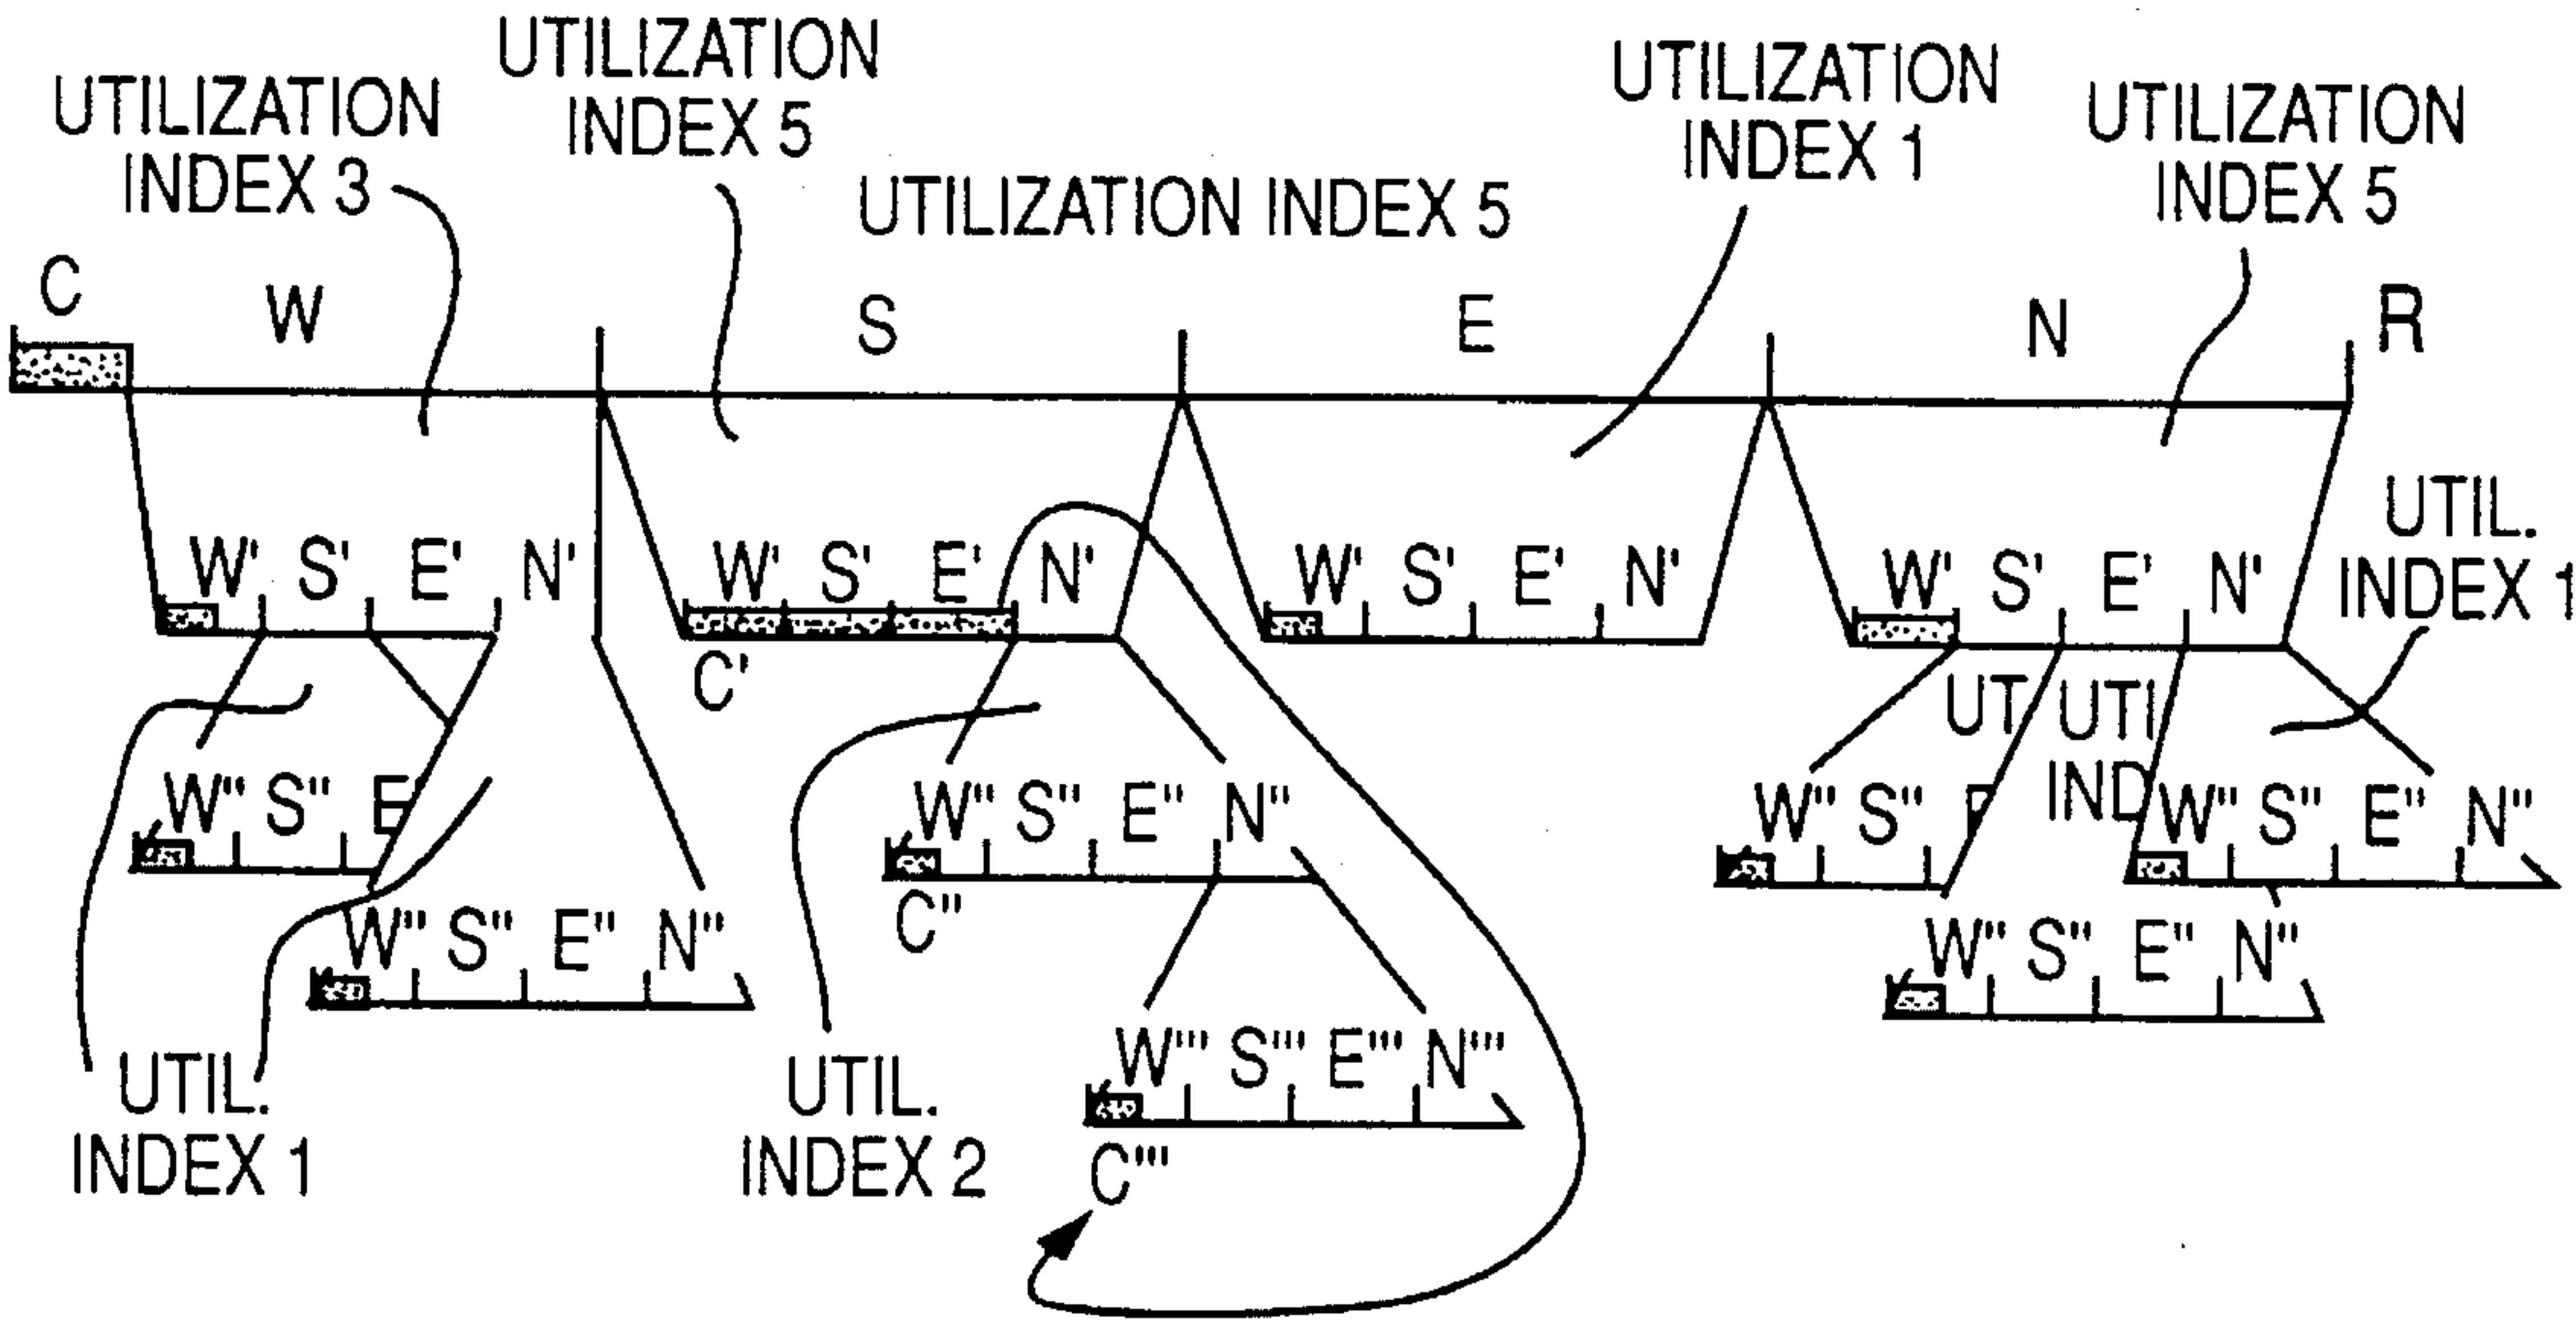 UTILIZATION
INDEX 3
UTILIZATION
INDEX 5
UTILIZATION INDEX 5
UTILIZATION
INDEX 1
UTILIZATION
INDEX 5
C
W
S
E
N
R
W' S' E' N'
W' S' E' N'
W' S' E' N'
W' S' E' N'
UTIL.
INDEX 1
C'
UT
UTI
IND
W" S" E
W" S" E" N"
W" S"
W" S" E" N"
C"
W" S" E" N"
W" S" E" N"
W''' S''' E''' N'''
C'''
UTIL.
INDEX 1
UTIL.
INDEX 2